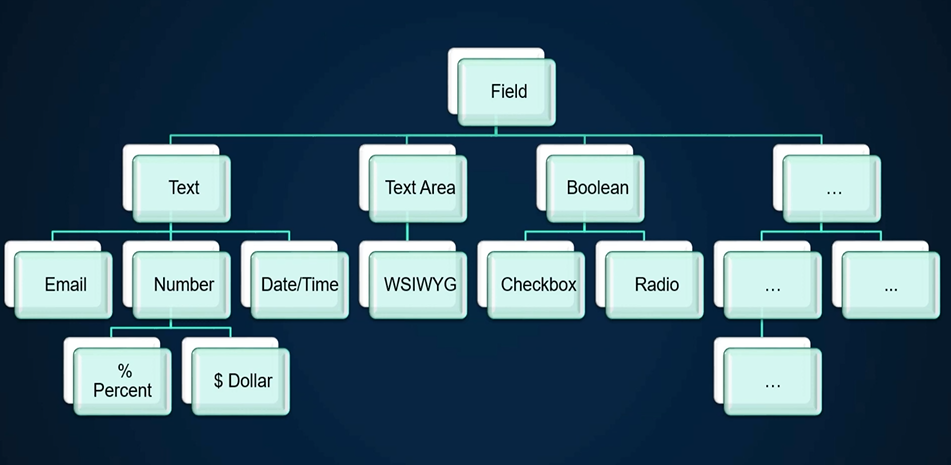 Field
Text
Text Area
Boolean
…
Email
Number
Date/Time
WSIWYG
Checkbox
Radio
…
...
%
Percent
$ Dollar
…